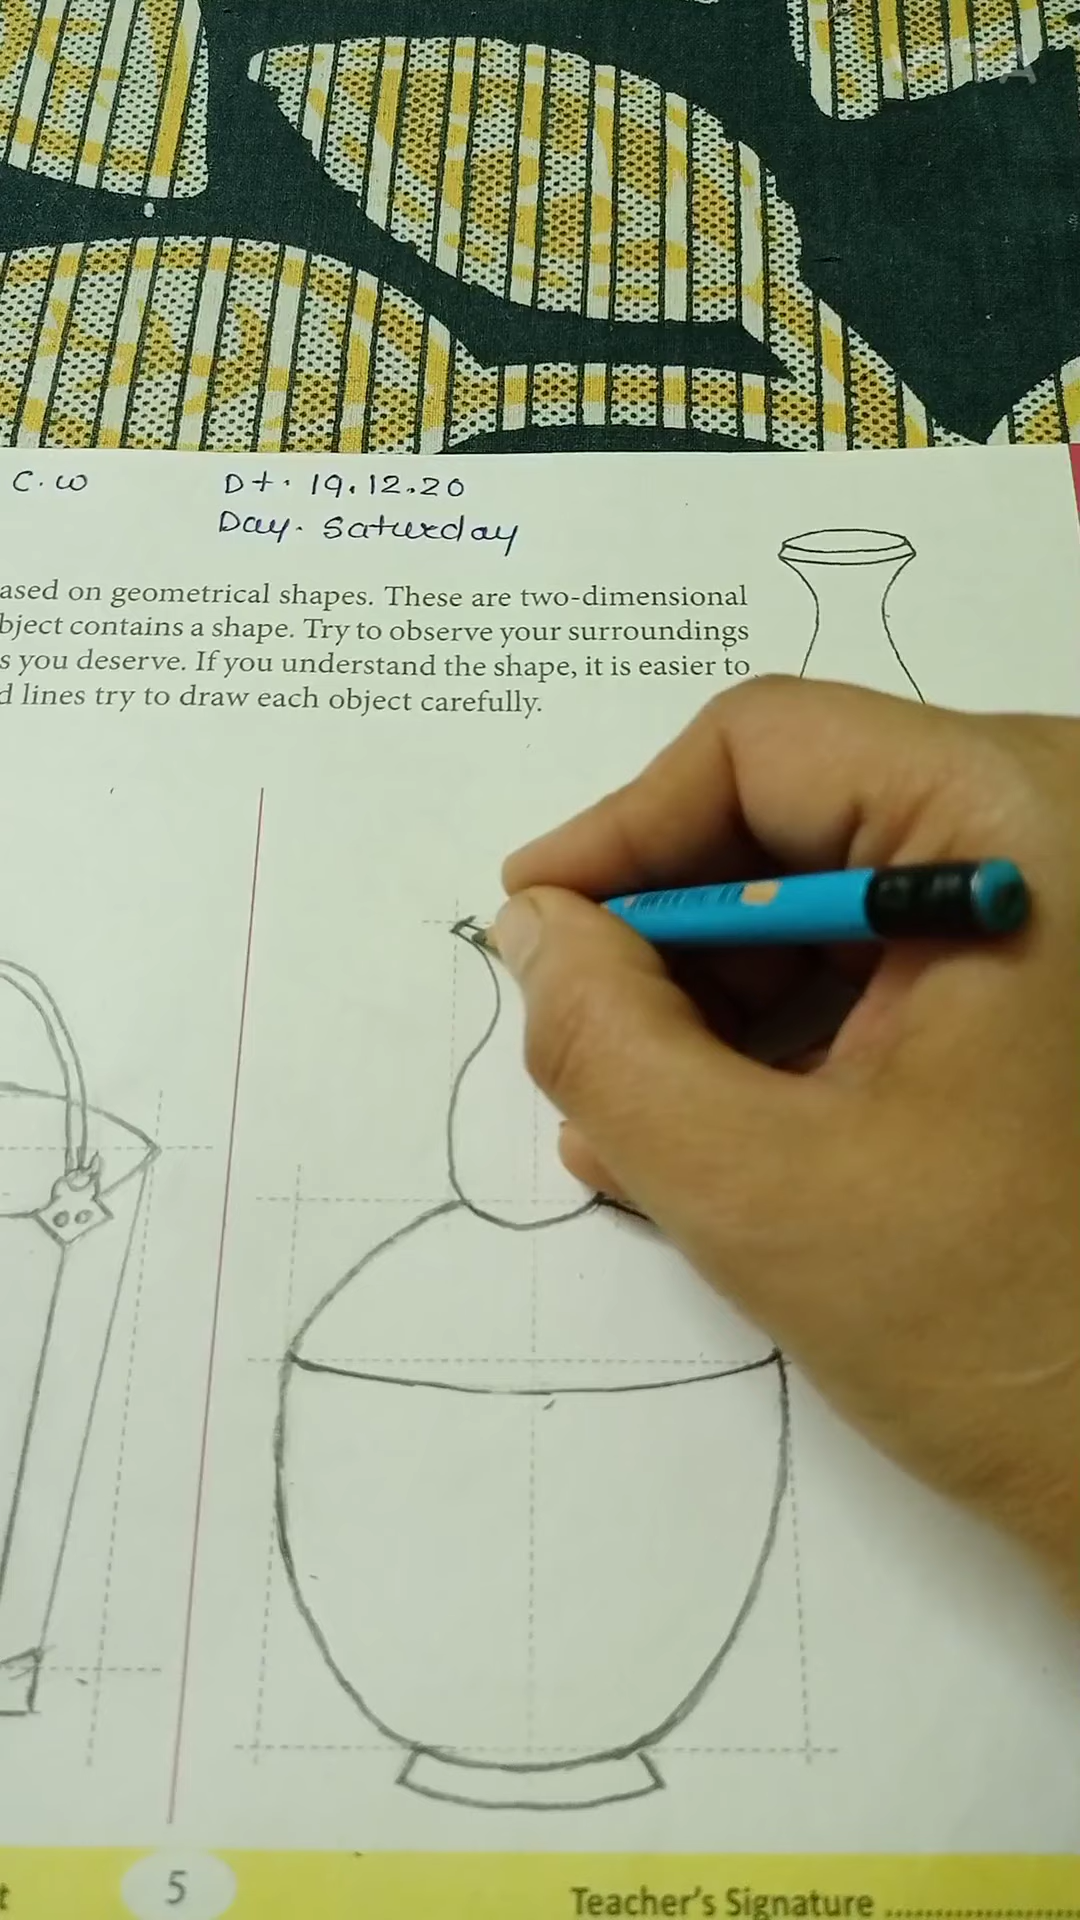 VITA
C.W
Dt. 19.12.20
Day. Saturday
ased on geometrical shapes. These are two-dimensional
bject contains a shape. Try to observe your surroundings
s you deserve. If you understand the shape, it is easier to
d lines try to draw each object carefully.
t
5
Teacher's Signature ....................